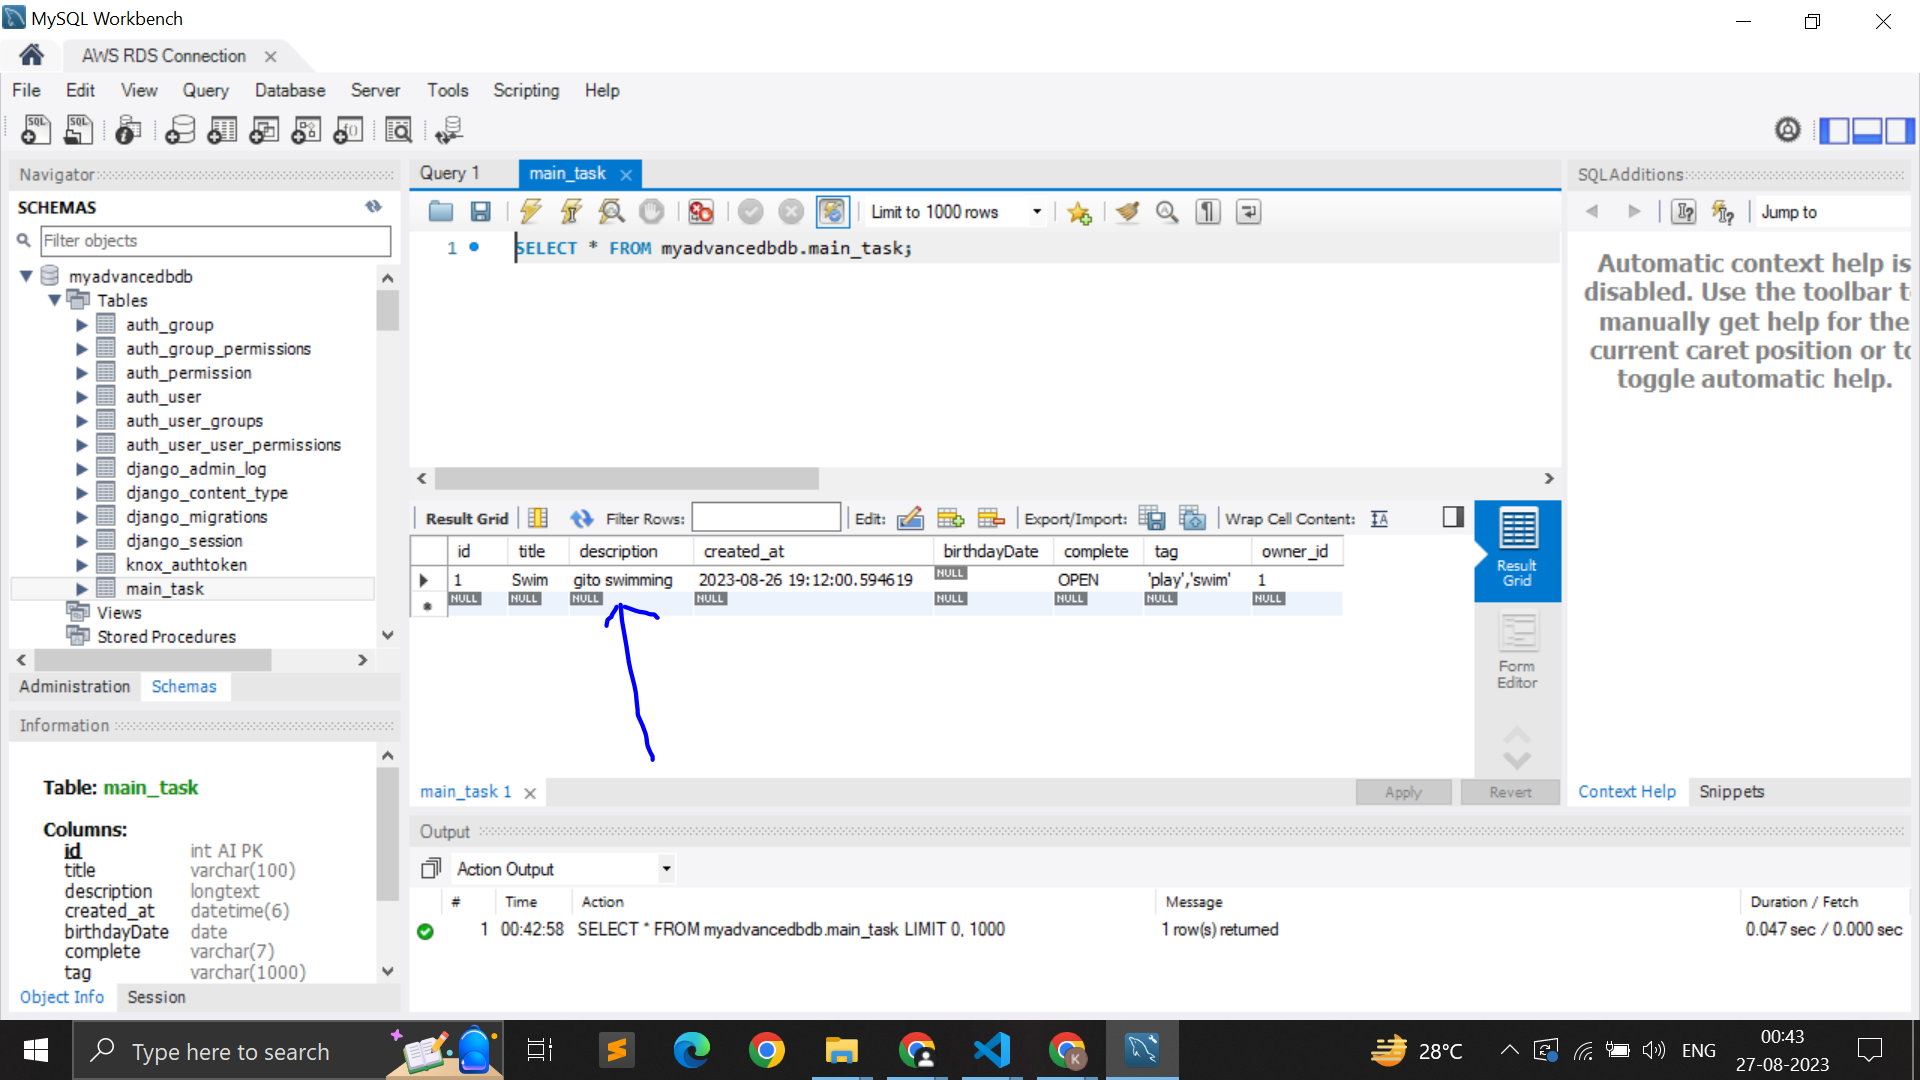 MySQL Workbench
AWS RDS Connection
File Edit View Query Database Server Tools Scripting Help
Navigator
SCHEMAS
Filter objects
myadvancedbdb
Tables
auth_group
auth_group_permissions
auth_permission
auth_user
auth_user_groups
auth_user_user_permissions
django_admin_log
django_content_type
django_migrations
django_session
knox_authtoken
main_task
Views
Stored Procedures
Administration Schemas
Information
Table: main_task
Columns:
id int AI PK
title varchar(100)
description longtext
created_at datetime(6)
birthdayDate date
complete varchar(7)
tag varchar(1000)
Object Info Session
Query 1 main_task
Limit to 1000 rows
1 SELECT * FROM myadvancedbdb.main_task;
Result Grid Filter Rows: Edit: Export/Import: Wrap Cell Content:
id title description created_at birthdayDate complete tag owner_id
1 Swim gito swimming 2023-08-26 19:12:00.594619 NULL OPEN 'play','swim' 1
NULL NULL NULL NULL NULL NULL NULL NULL
Result
Grid
Form
Editor
main_task 1
Apply Revert
SQLAdditions
Jump to
Automatic context help is
disabled. Use the toolbar t
manually get help for the
current caret position or to
toggle automatic help.
Context Help Snippets
Output
Action Output
# Time Action Message Duration / Fetch
1 00:42:58 SELECT * FROM myadvancedbdb.main_task LIMIT 0, 1000 1 row(s) returned 0.047 sec / 0.000 sec
Type here to search
28°C
ENG
00:43
27-08-2023